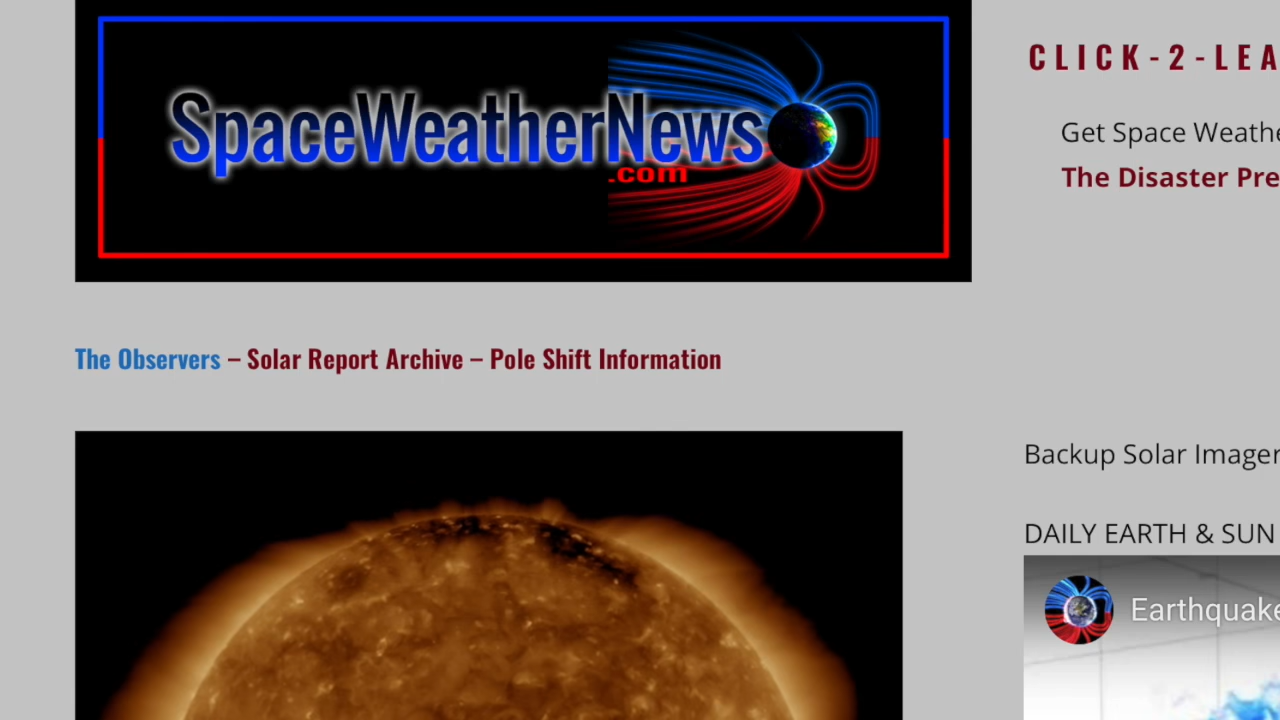 SpaceWeatherNews
.com
CLICK-2-LEA
Get Space Weathe
The Disaster Pre
The Observers – Solar Report Archive – Pole Shift Information
Backup Solar Imager
DAILY EARTH & SUN
Earthquake